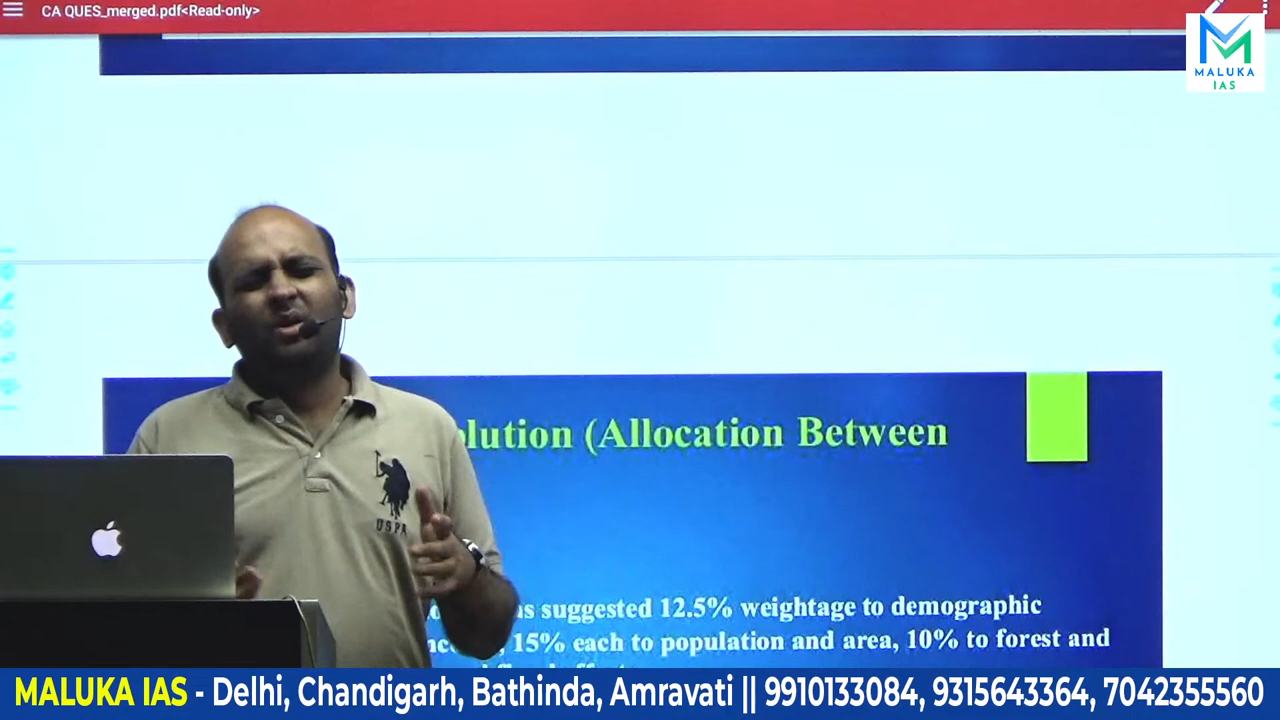 CA QUES_merged.pdf<Read-only>
MALUKA
IAS
olution (Allocation Between
USPA
as suggested 12.5% weightage to demographic
15% each to population and area, 10% to forest and
MALUKA IAS - Delhi, Chandigarh, Bathinda, Amravati || 9910133084, 9315643364, 7042355560